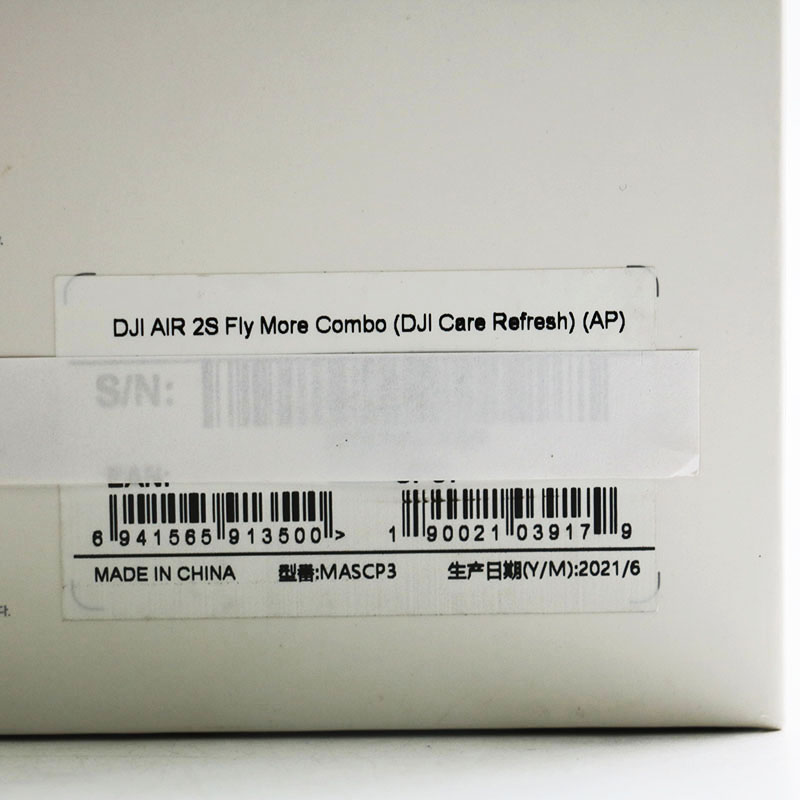 DJI AIR 2S Fly More Combo (DJI Care Refresh) (AP)
S/N:
EAN:
6 941565 913500 >
1 90021 03917 9
MADE IN CHINA 型番:MASCP3 生产日期(Y/M):2021/6